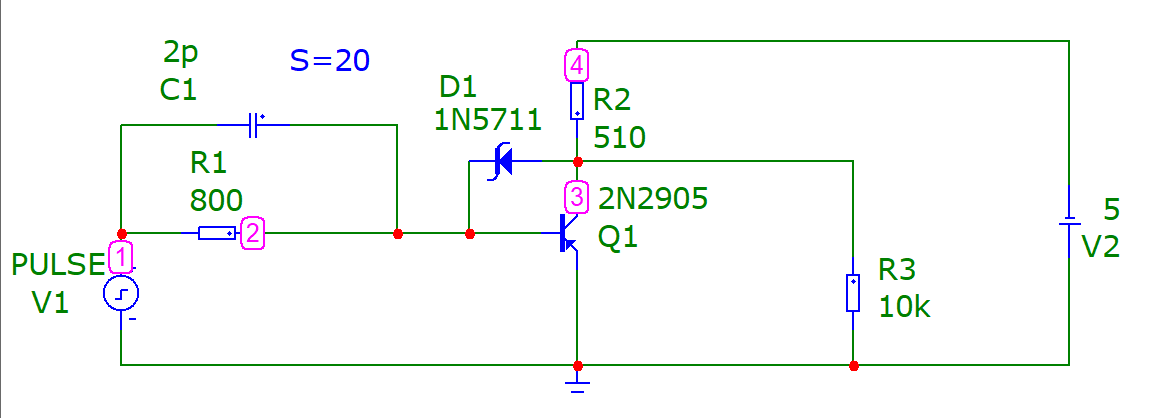 2p
C1
S=20
R1
800
D1
1N5711
4
R2
510
3
2N2905
Q1
2
1
PULSE
V1
R3
10k
5
V2